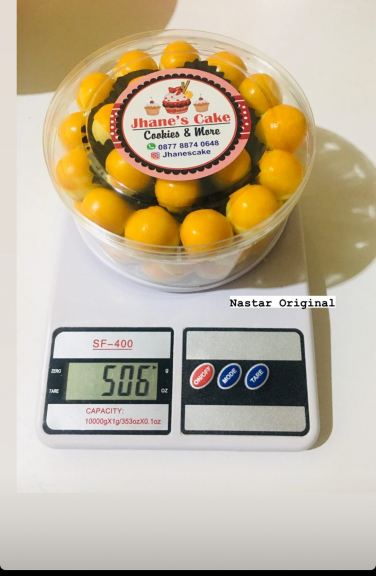 Jhane's Cake
Cookies & More
0877 8874 0648
Jhanescake
Nastar Original
SF-400
ZERO
TARE
506
g
OZ
CAPACITY:
10000gX1g/353ozX0.1oz
ON/OFF
MODE
TARE